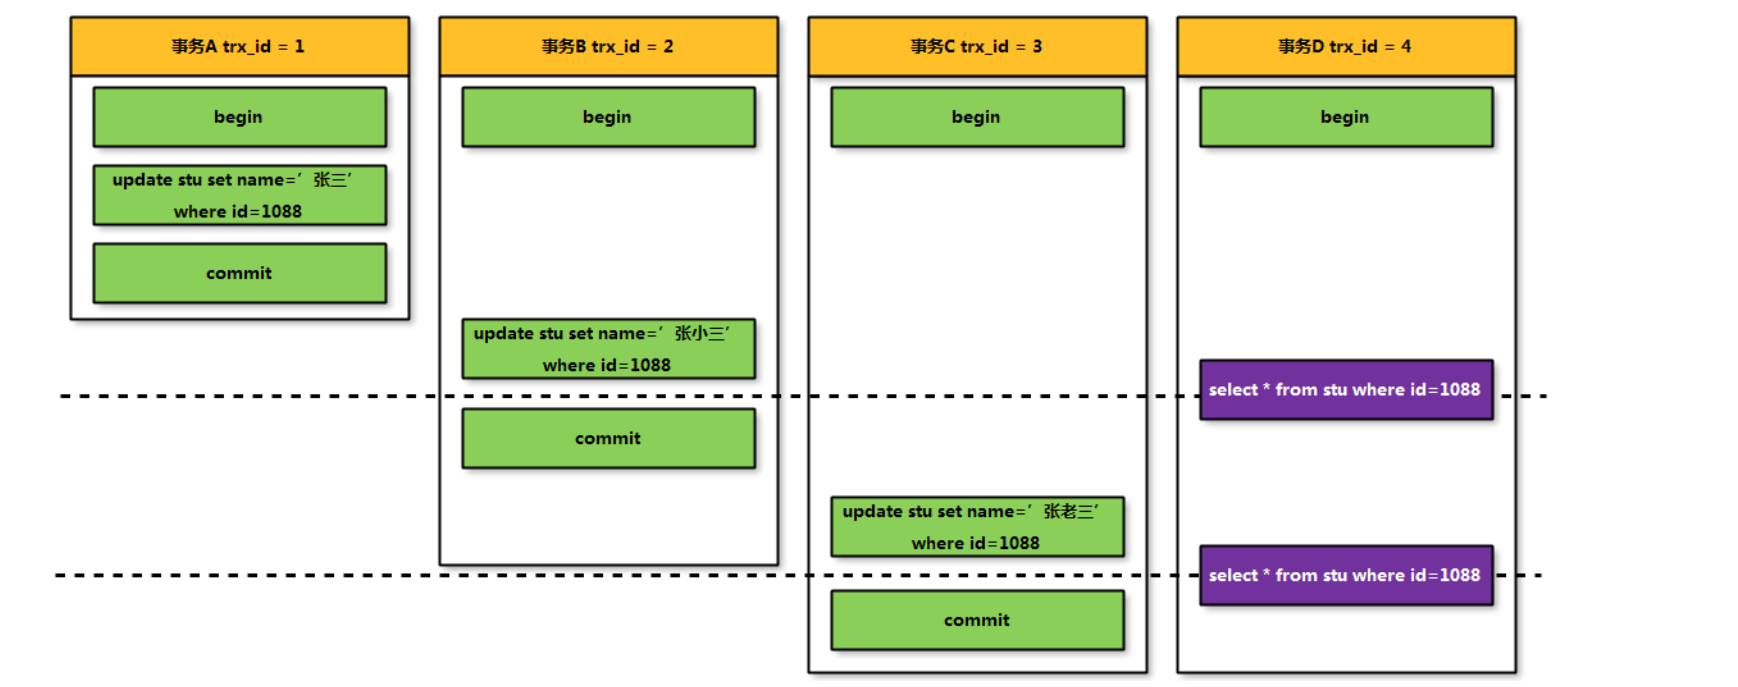 事务A trx_id = 1
begin
update stu set name=’张三’
where id=1088
commit
事务B trx_id = 2
begin
update stu set name=’张小三’
where id=1088
commit
事务C trx_id = 3
begin
update stu set name=’张老三’
where id=1088
commit
事务D trx_id = 4
begin
select * from stu where id=1088
select * from stu where id=1088